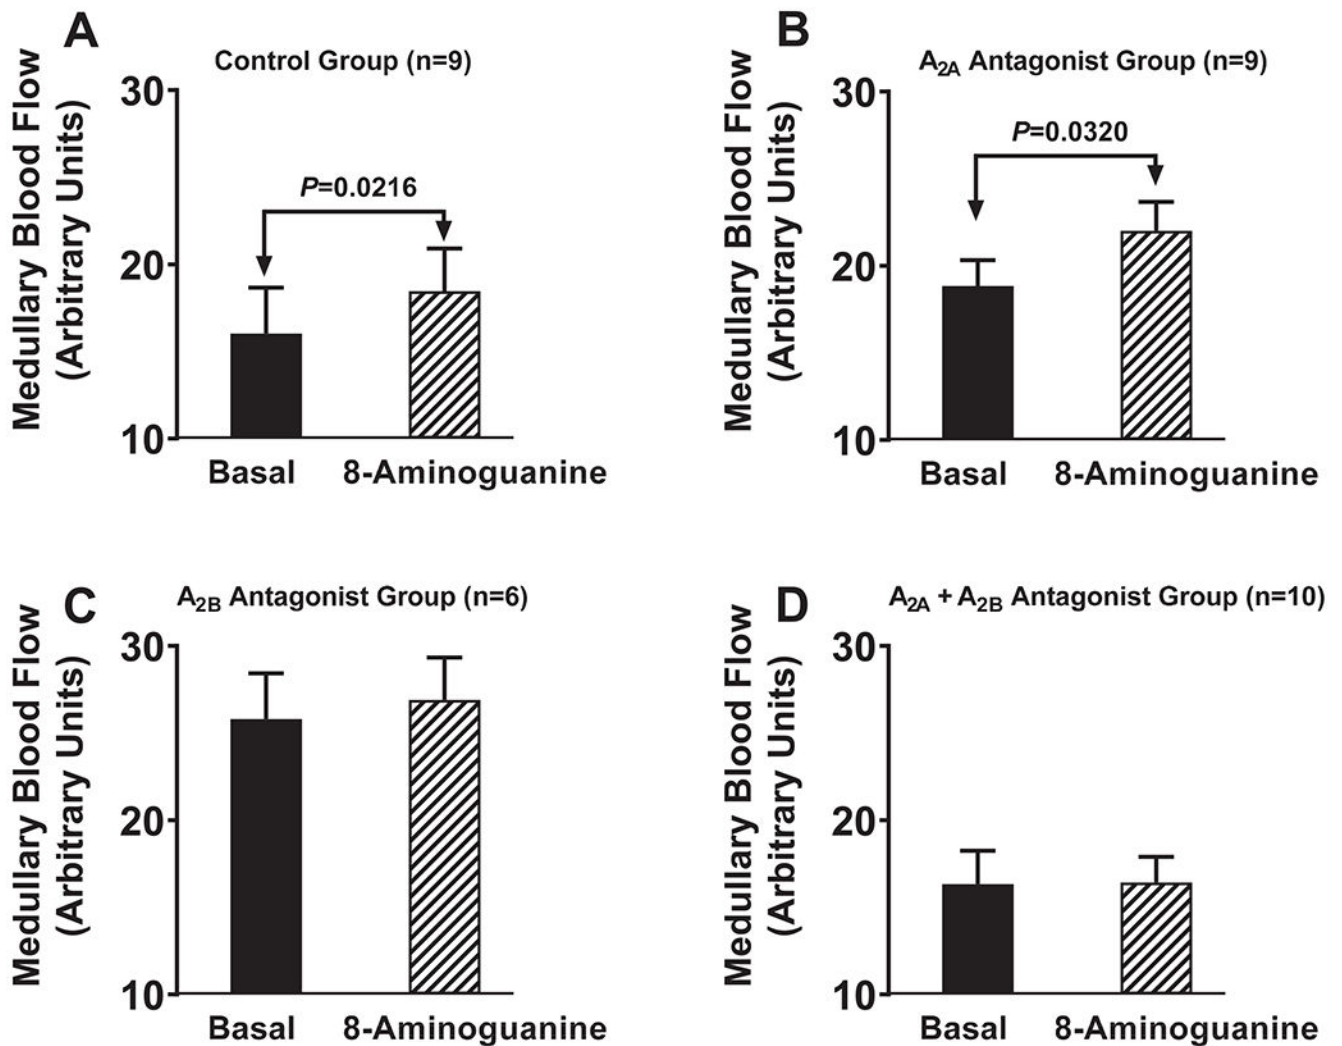 A
Control Group (n=9)
Medullary Blood Flow
(Arbitrary Units)
30
20
10
P=0.0216
Basal
8-Aminoguanine
B
A2A Antagonist Group (n=9)
Medullary Blood Flow
(Arbitrary Units)
30
20
10
P=0.0320
Basal
8-Aminoguanine
C
A2B Antagonist Group (n=6)
Medullary Blood Flow
(Arbitrary Units)
30
20
10
Basal
8-Aminoguanine
D
A2A + A2B Antagonist Group (n=10)
Medullary Blood Flow
(Arbitrary Units)
30
20
10
Basal
8-Aminoguanine